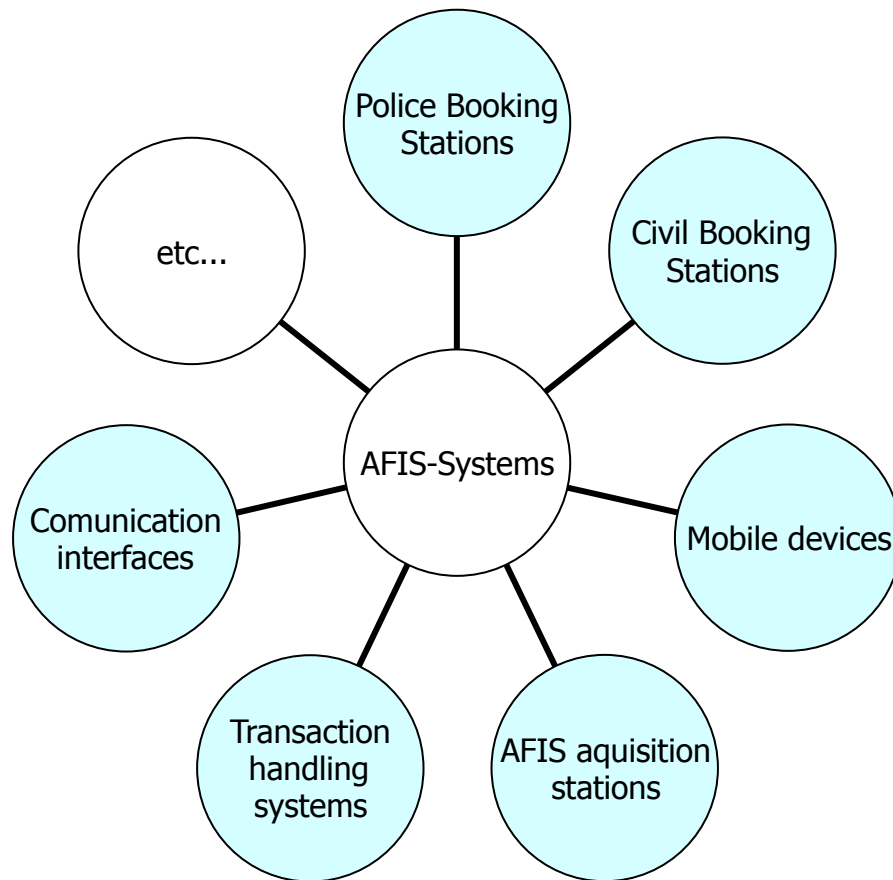 Police Booking
Stations
etc...
Civil Booking
Stations
AFIS-Systems
Comunication
interfaces
Mobile devices
Transaction
handling
systems
AFIS aquisition
stations